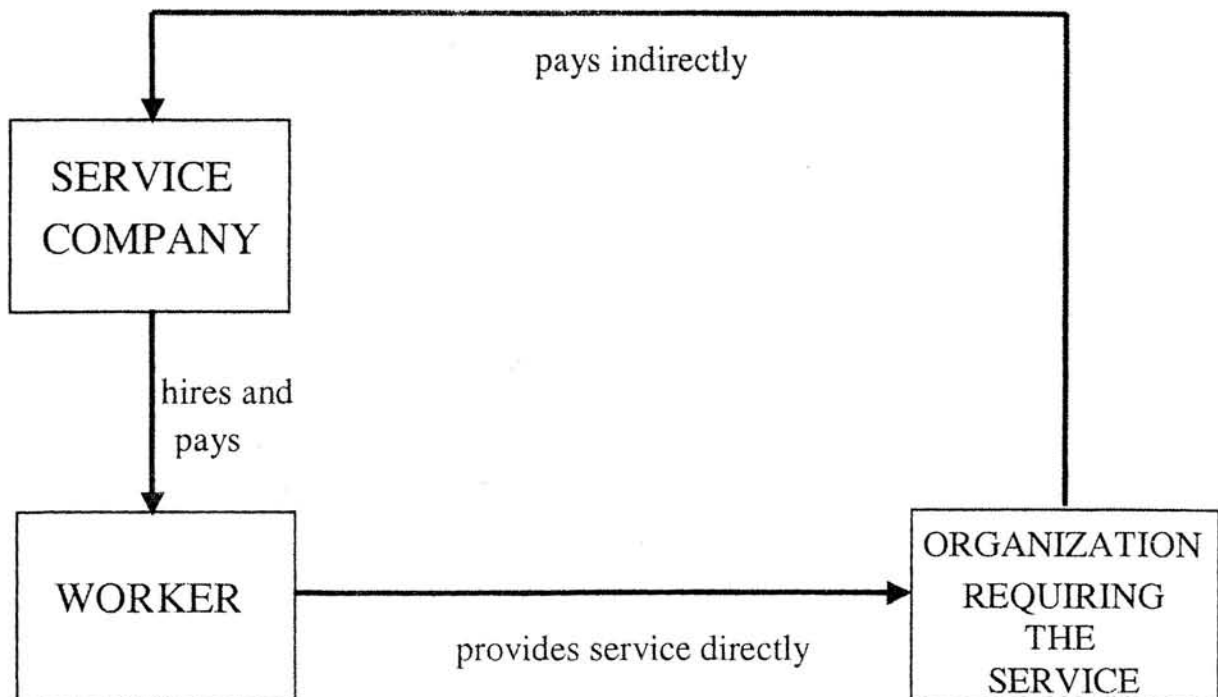 pays indirectly
SERVICE
COMPANY
hires and
pays
WORKER
provides service directly
ORGANIZATION
REQUIRING
THE
SERVICE